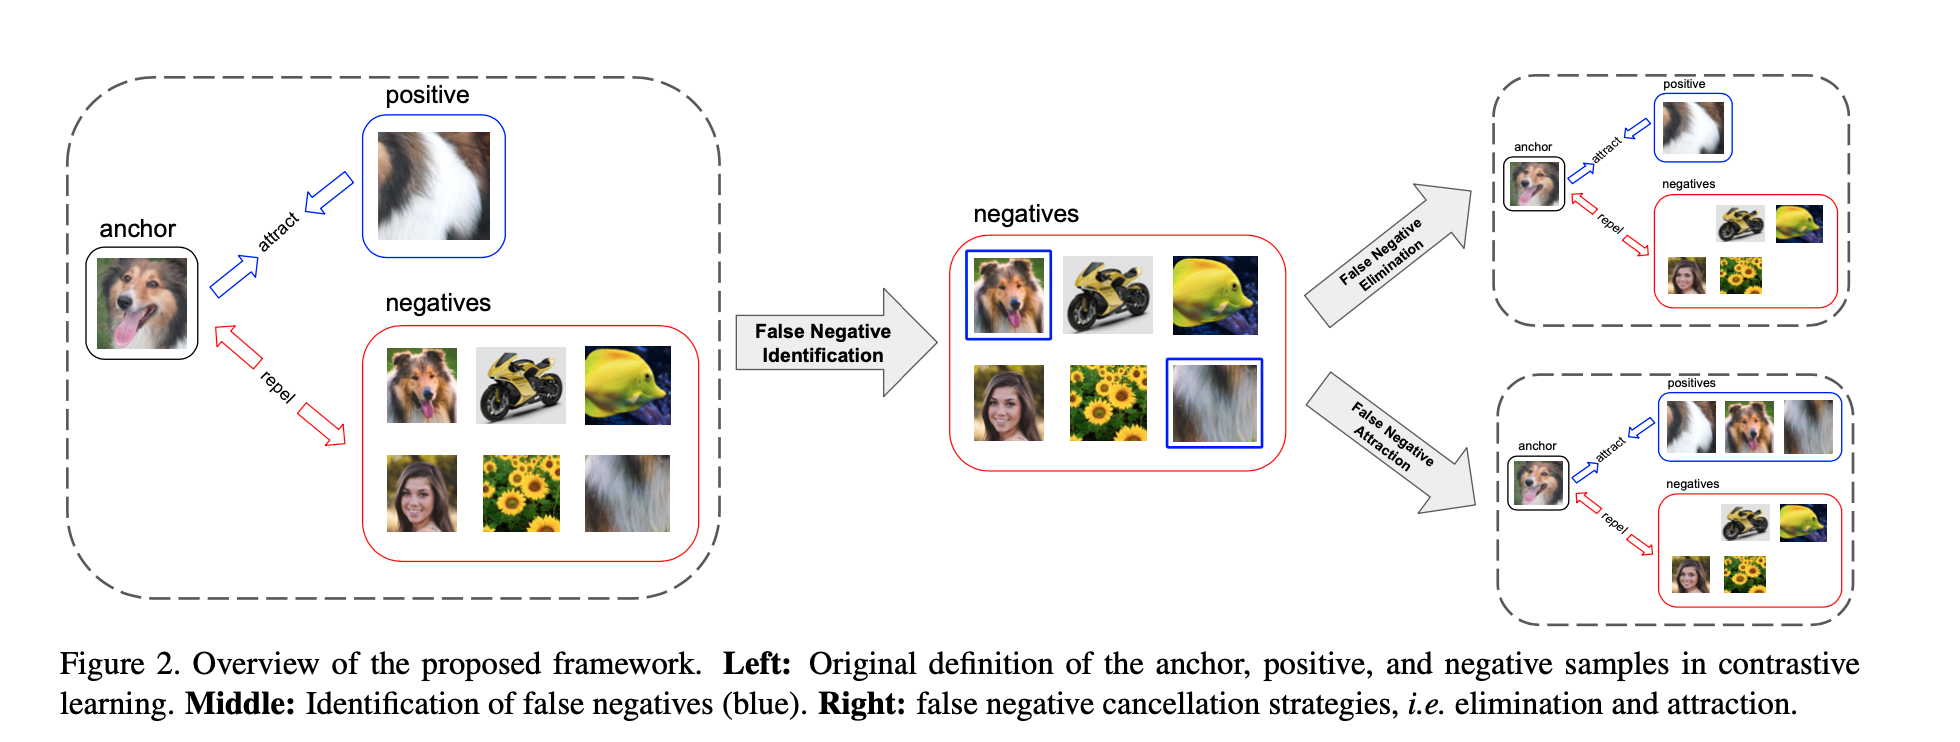 positive
anchor
attract
negatives
repel
False Negative
Identification
negatives
False Negative
Elimination
False Negative
Attraction
positive
anchor
attract
negatives
repel
positives
anchor
attract
negatives
repel
Figure 2. Overview of the proposed framework. Left: Original definition of the anchor, positive, and negative samples in contrastive
learning. Middle: Identification of false negatives (blue). Right: false negative cancellation strategies, i.e. elimination and attraction.